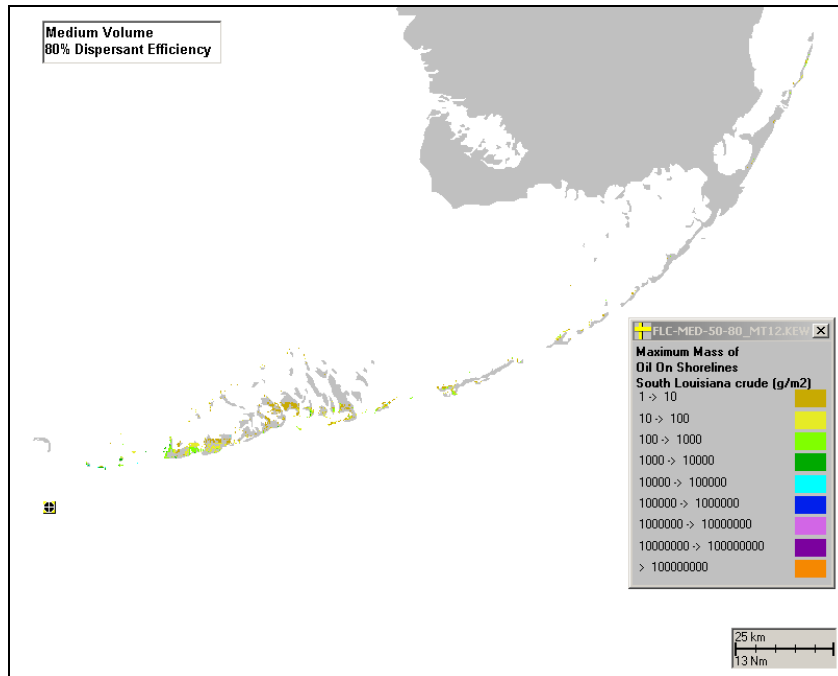 Medium Volume
80% Dispersant Efficiency
FLC-MED-50-80_MT12.KEW
Maximum Mass of
Oil On Shorelines
South Louisiana crude (g/m2)
1 -> 10
10 -> 100
100 -> 1000
1000 -> 10000
10000 -> 100000
100000 -> 1000000
1000000 -> 10000000
10000000 -> 100000000
> 100000000
25 km
13 Nm